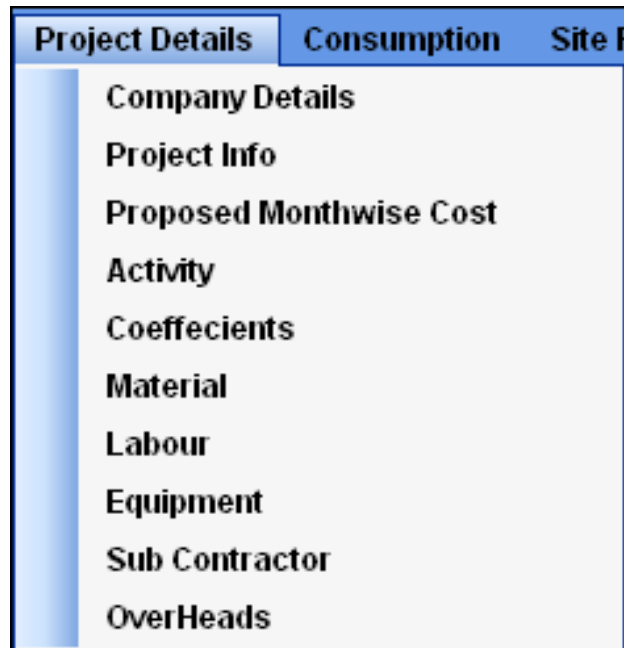 Project Details Consumption Site
Company Details
Project Info
Proposed Monthwise Cost
Activity
Coeffecients
Material
Labour
Equipment
Sub Contractor
OverHeads